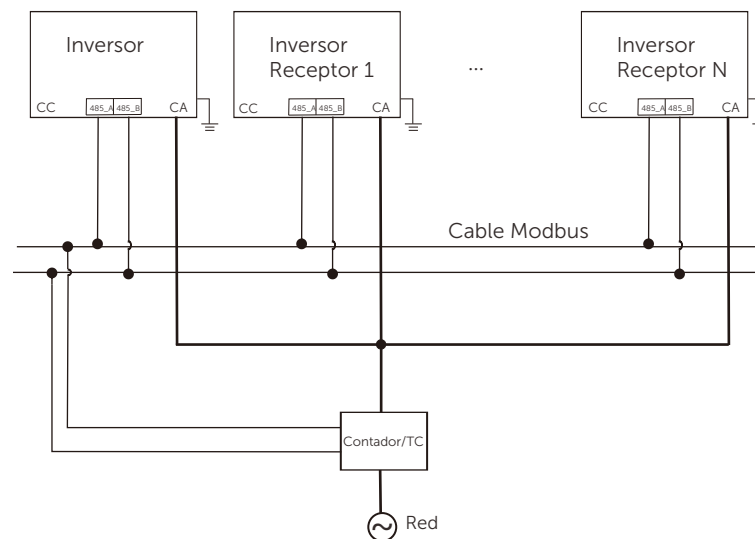 Inversor
CC
485_A
485_B
CA
Inversor
Receptor 1
CC
485_A
485_B
CA
...
Inversor
Receptor N
CC
485_A
485_B
CA
Cable Modbus
Contador/TC
Red